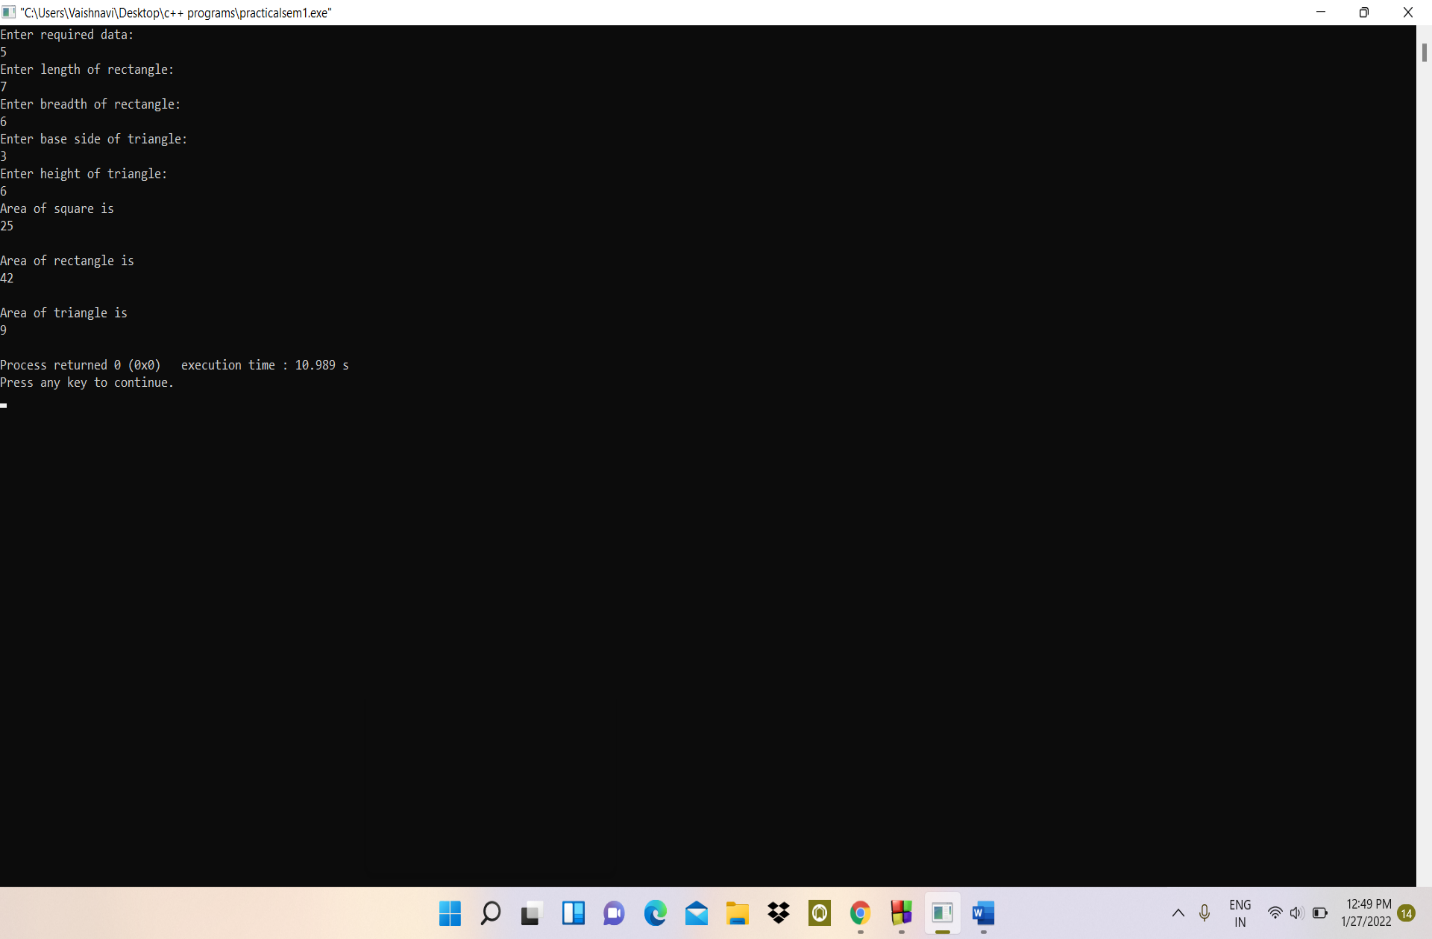 "C:\Users\Vaishnavi\Desktop\c++ programs\practicalsem1.exe"
Enter required data:
5
Enter length of rectangle:
7
Enter breadth of rectangle:
6
Enter base side of triangle:
3
Enter height of triangle:
6
Area of square is
25
Area of rectangle is
42
Area of triangle is
9
Process returned 0 (0x0)   execution time : 10.989 s
Press any key to continue.
ENG
IN
12:49 PM
1/27/2022
14